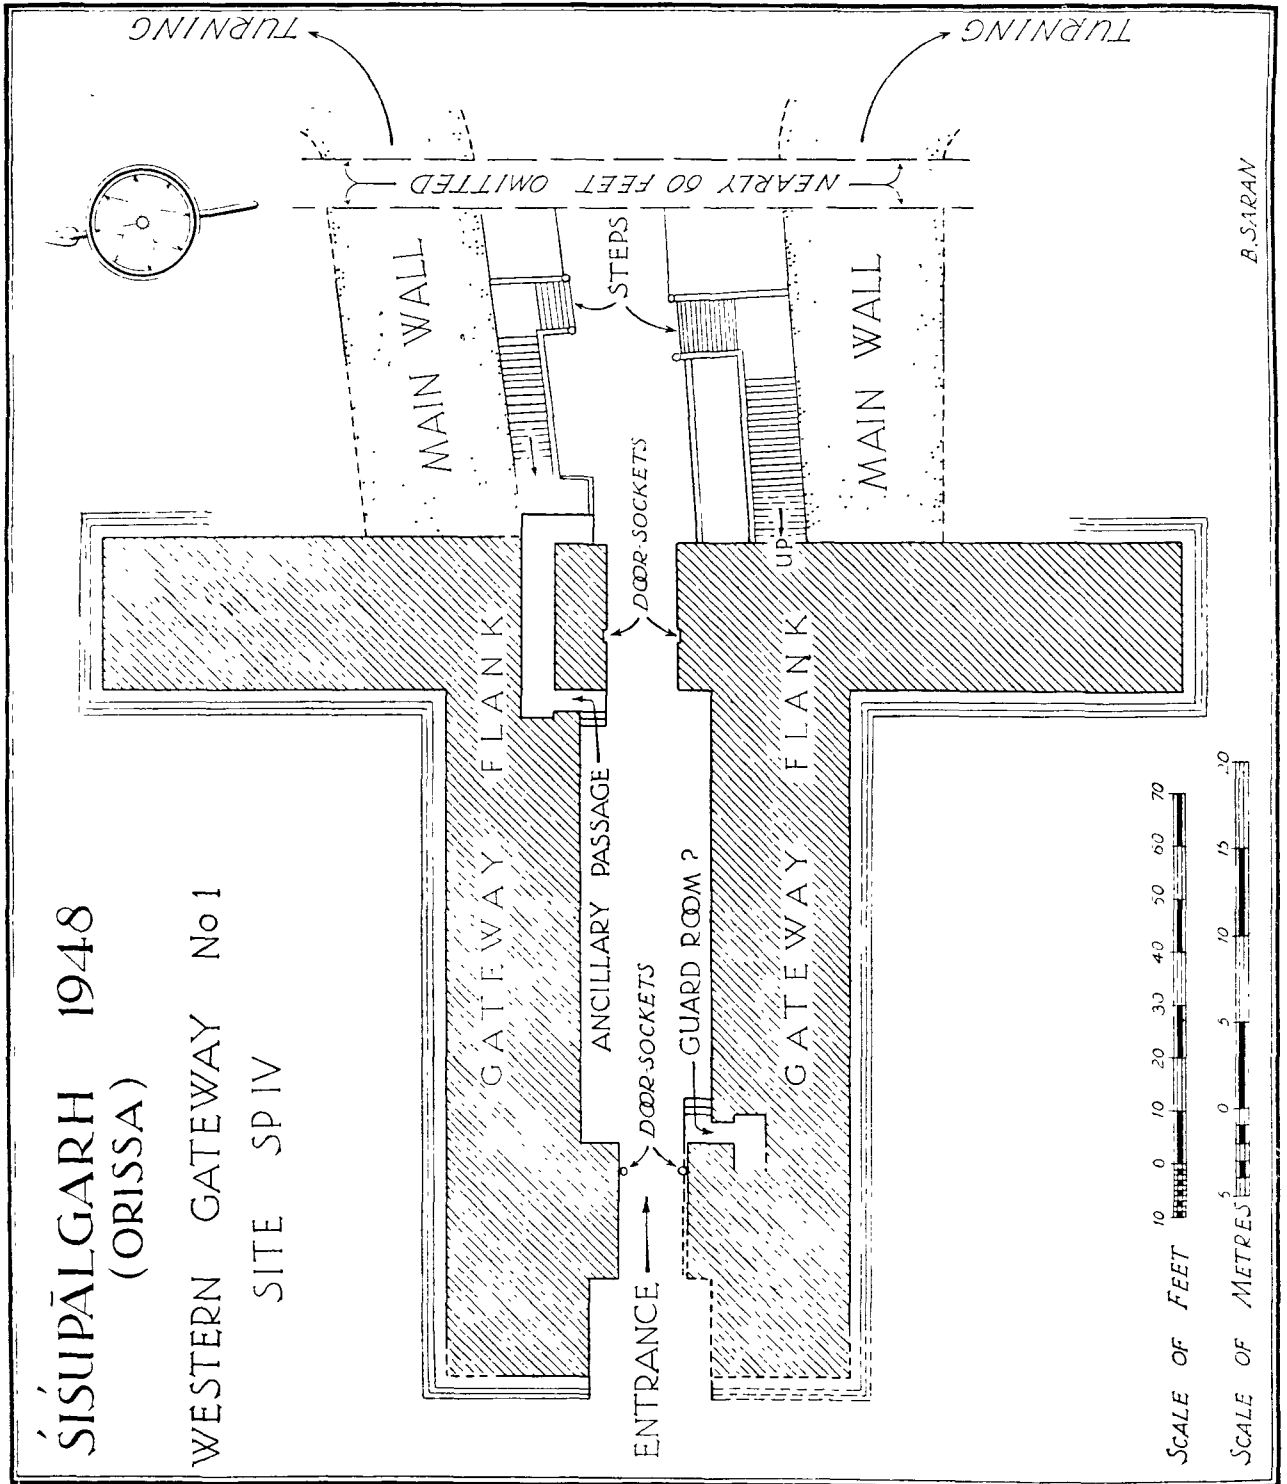 ŚIŚUPĀLGARH 1948
(ORISSA)
WESTERN GATEWAY No 1
SITE SP IV
TURNING
TURNING
NEARLY 60 FEET OMITTED
MAIN WALL
STEPS
MAIN WALL
DOOR-SOCKETS
UP
GATEWAY FLANK
ANCILLARY PASSAGE
GUARD ROOM ?
DOOR-SOCKETS
GATEWAY FLANK
ENTRANCE
10 0 10 20 30 40 50 60 70
SCALE OF FEET
5 0 5 10 15 20
SCALE OF METRES
B. SARAN